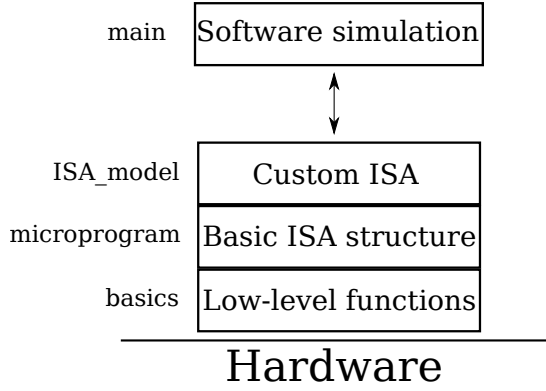 main Software simulation
ISA_model Custom ISA
microprogram Basic ISA structure
basics Low-level functions
Hardware